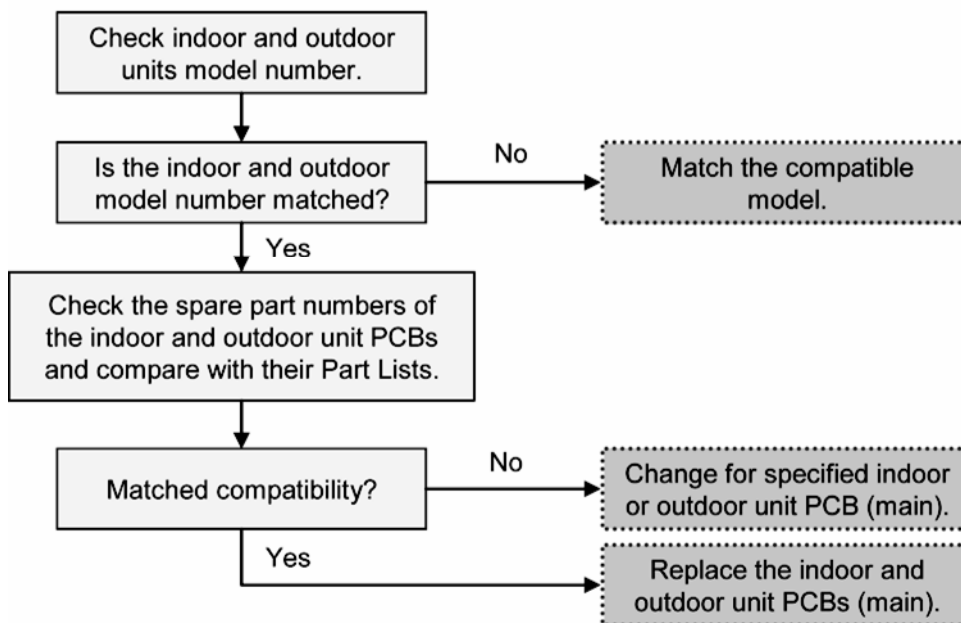 Check indoor and outdoor
units model number.
Is the indoor and outdoor
model number matched?
No
Match the compatible
model.
Yes
Check the spare part numbers of
the indoor and outdoor unit PCBs
and compare with their Part Lists.
Matched compatibility?
No
Change for specified indoor
or outdoor unit PCB (main).
Yes
Replace the indoor and
outdoor unit PCBs (main).